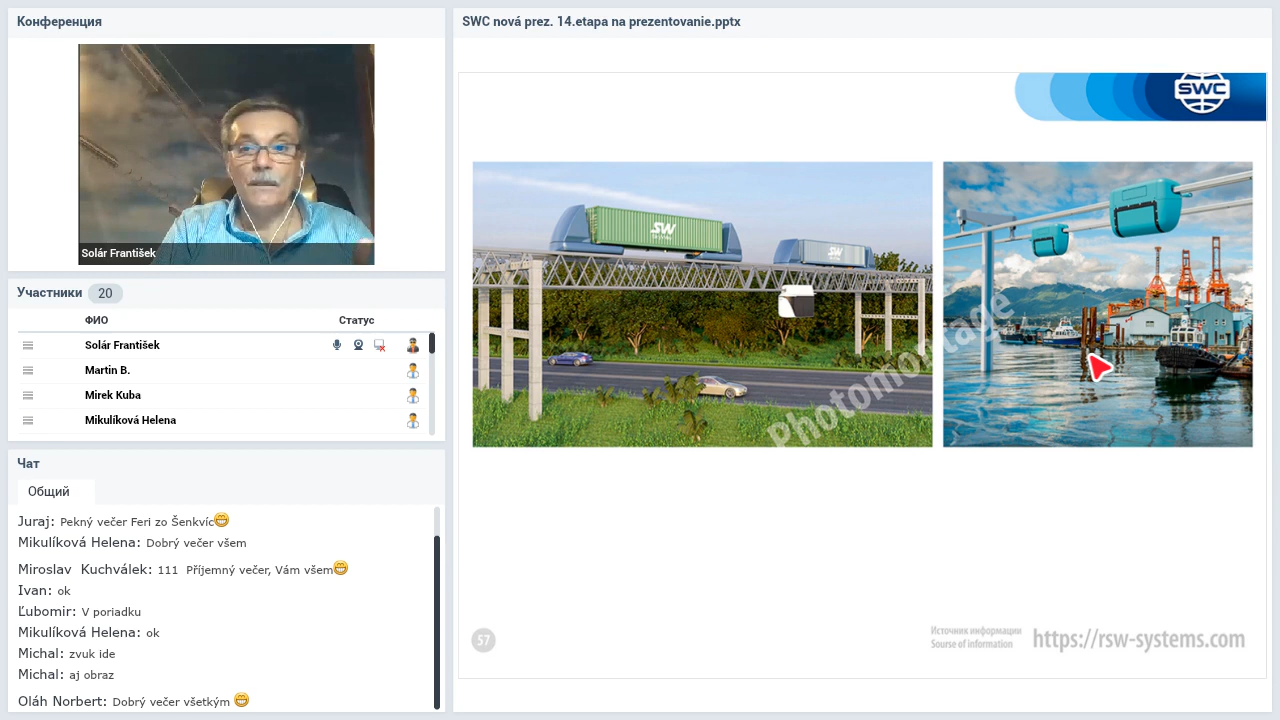 Конференция
Solár František
Участники 20
ФИО Статус
Solár František
Martin B.
Mirek Kuba
Mikulíková Helena
Чат
Общий
Juraj: Pekný večer Feri zo Šenkvíc
Mikulíková Helena: Dobrý večer všem
Miroslav Kuchválek: 111 Příjemný večer, Vám všem
Ivan: ok
Ľubomir: V poriadku
Mikulíková Helena: ok
Michal: zvuk ide
Michal: aj obraz
Oláh Norbert: Dobrý večer všetkým
SWC nová prez. 14.etapa na prezentovanie.pptx
SWC
SW
SW
Photomontage
57
Источник информации
Sourse of information
https://rsw-systems.com